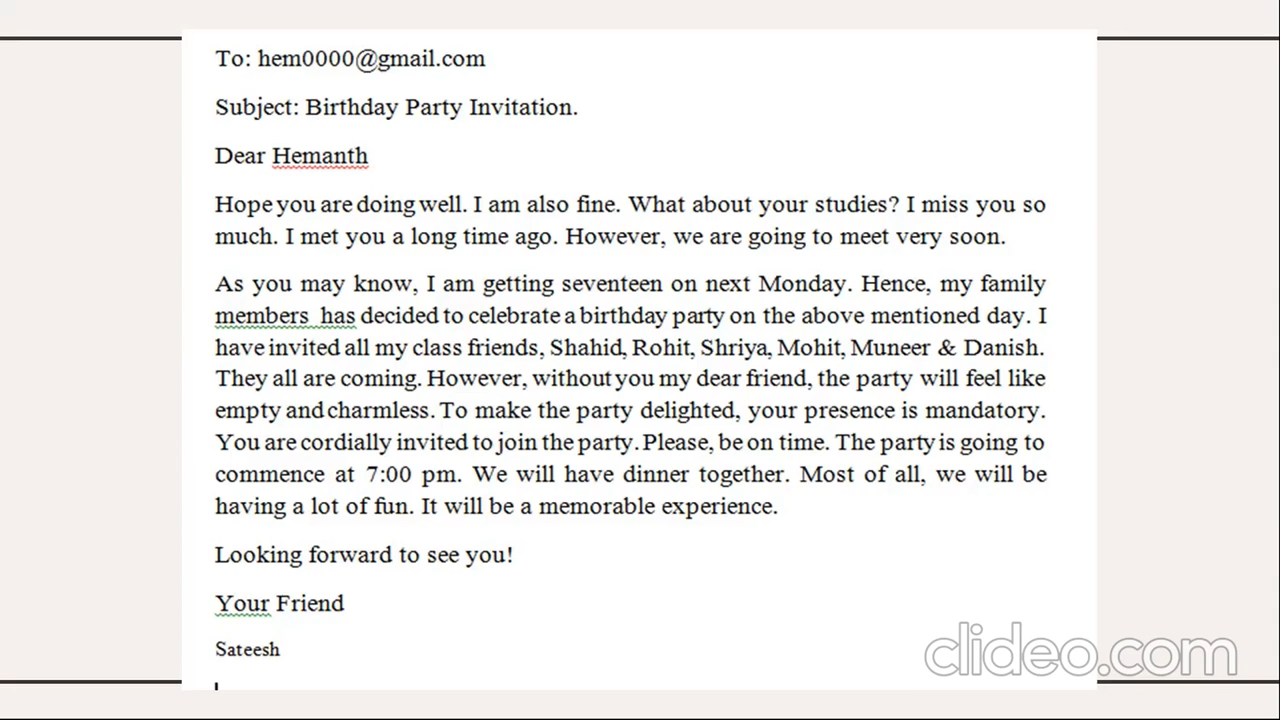 To: hem0000@gmail.com
Subject: Birthday Party Invitation.
Dear Hemanth
Hope you are doing well. I am also fine. What about your studies? I miss you so
much. I met you a long time ago. However, we are going to meet very soon.
As you may know, I am getting seventeen on next Monday. Hence, my family
members has decided to celebrate a birthday party on the above mentioned day. I
have invited all my class friends, Shahid, Rohit, Shriya, Mohit, Muneer & Danish.
They all are coming. However, without you my dear friend, the party will feel like
empty and charmless. To make the party delighted, your presence is mandatory.
You are cordially invited to join the party. Please, be on time. The party is going to
commence at 7:00 pm. We will have dinner together. Most of all, we will be
having a lot of fun. It will be a memorable experience.
Looking forward to see you!
Your Friend
Sateesh
clideo.com